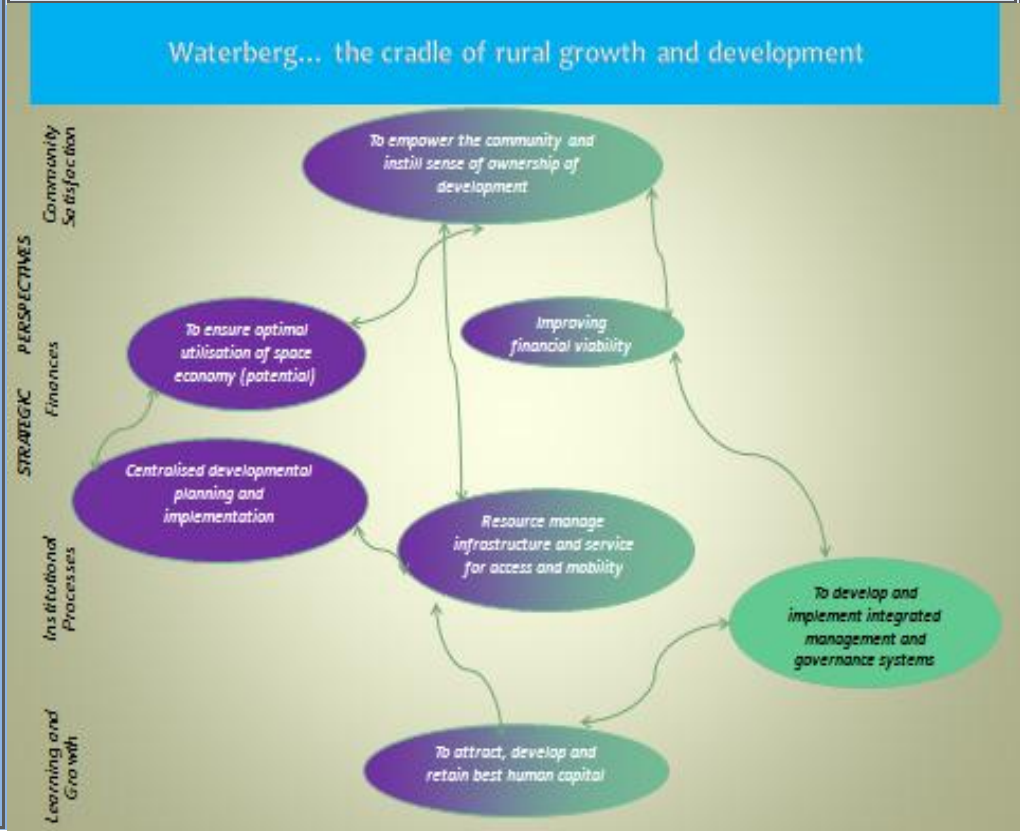 Waterberg... the cradle of rural growth and development
Community
Satisfaction
To empower the community and
instill sense of ownership of
development
STRATEGIC PERSPECTIVES
Finances
To ensure optimal
utilisation of space
economy (potential)
Improving
financial viability
Centralised developmental
planning and
implementation
Institutional
Processes
Resource manage
infrastructure and service
for access and mobility
To develop and
implement integrated
management and
governance systems
Learning and
Growth
To attract, develop and
retain best human capital